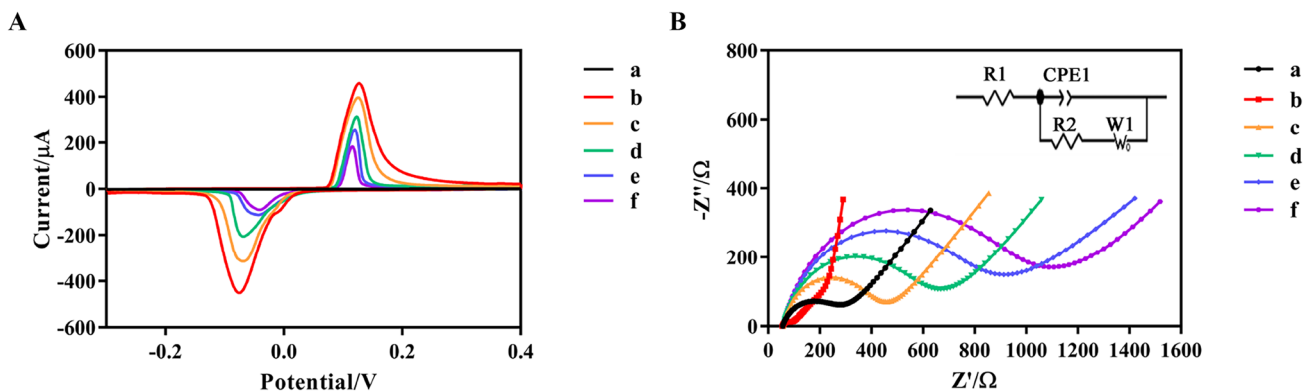 A
600
400
200
0
-200
-400
-600
-0.2
0.0
0.2
0.4
Current/μA
Potential/V
a
b
c
d
e
f
B
800
600
400
200
0
0
200
400
600
800
1000
1200
1400
1600
-Z''/Ω
Z'/Ω
R1
CPE1
R2
W1
0
a
b
c
d
e
f